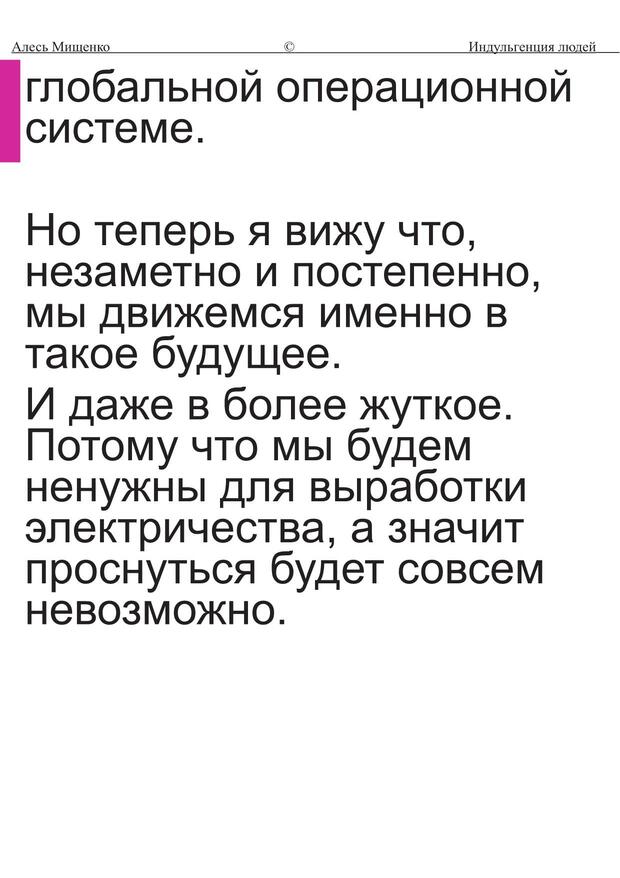 Алесь Мищенко © Индульгенция людей
глобальной операционной
системе.
Но теперь я вижу что,
незаметно и постепенно,
мы движемся именно в
такое будущее.
И даже в более жуткое.
Потому что мы будем
ненужны для выработки
электричества, а значит
проснуться будет совсем
невозможно.